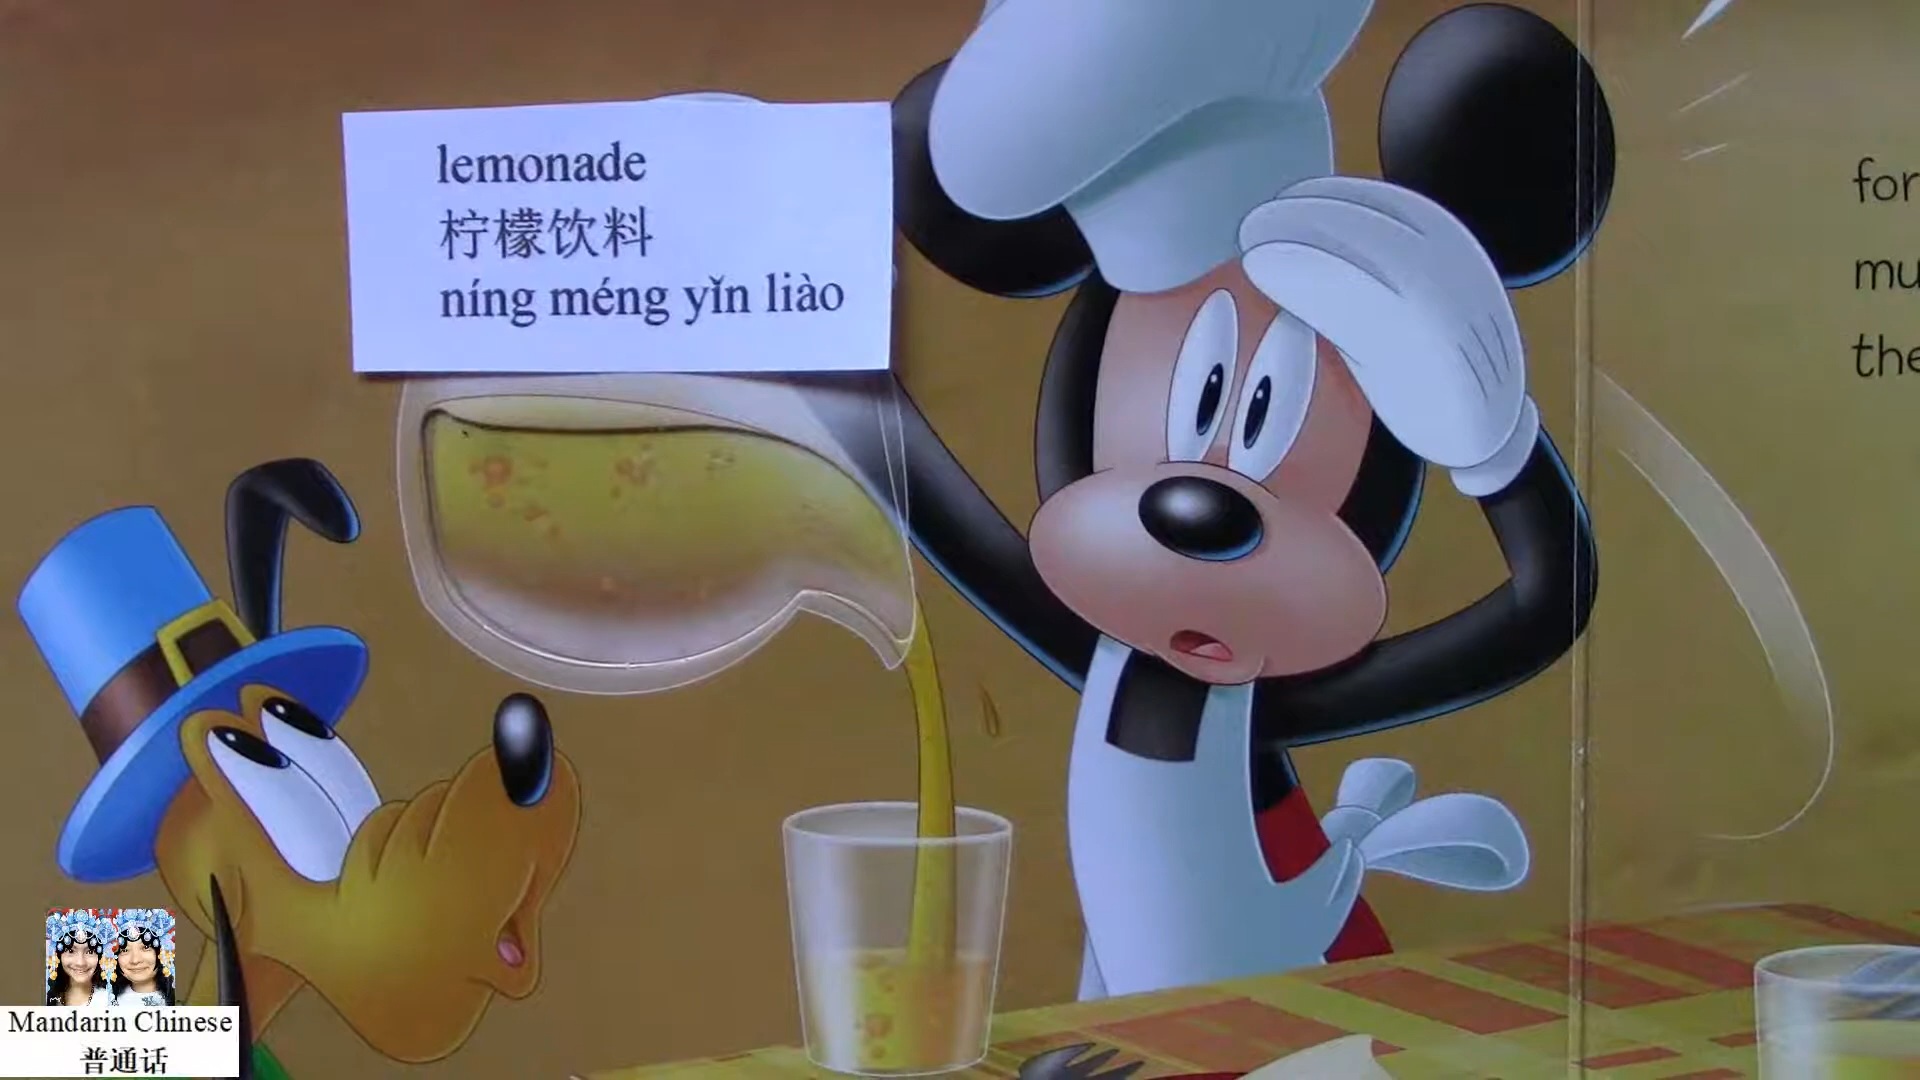 lemonade
柠檬饮料
níng méng yǐn liào
for
mu
the
Mandarin Chinese
普通话